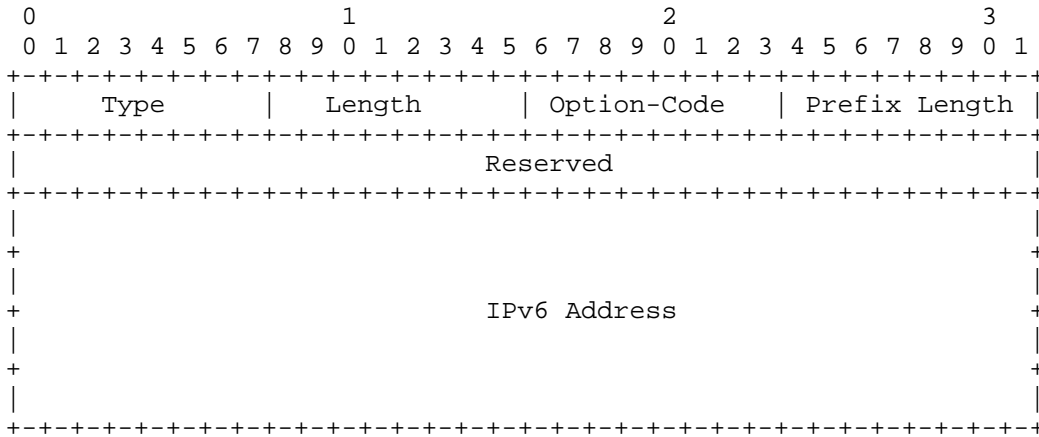 0                   1                   2                   3
 0 1 2 3 4 5 6 7 8 9 0 1 2 3 4 5 6 7 8 9 0 1 2 3 4 5 6 7 8 9 0 1
+-+-+-+-+-+-+-+-+-+-+-+-+-+-+-+-+-+-+-+-+-+-+-+-+-+-+-+-+-+-+-+-+
|     Type      |   Length      | Option-Code   | Prefix Length |
+-+-+-+-+-+-+-+-+-+-+-+-+-+-+-+-+-+-+-+-+-+-+-+-+-+-+-+-+-+-+-+-+
|                             Reserved                          |
+-+-+-+-+-+-+-+-+-+-+-+-+-+-+-+-+-+-+-+-+-+-+-+-+-+-+-+-+-+-+-+-+
|                                                               |
+                                                               +
|                                                               |
+                             IPv6 Address                      +
|                                                               |
+                                                               +
|                                                               |
+-+-+-+-+-+-+-+-+-+-+-+-+-+-+-+-+-+-+-+-+-+-+-+-+-+-+-+-+-+-+-+-+